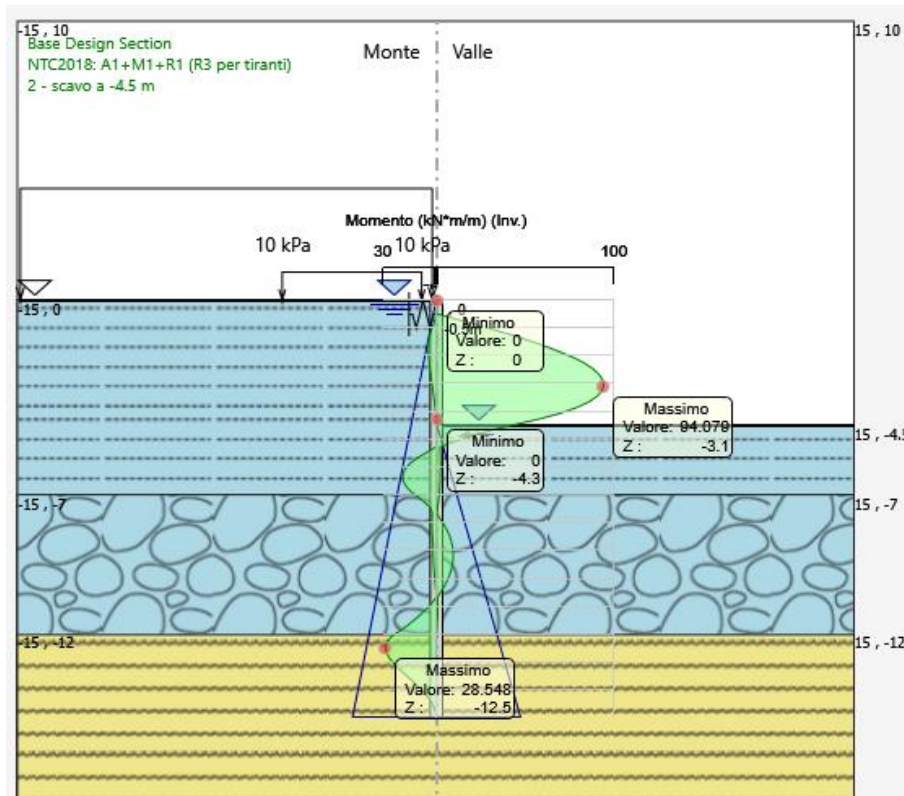 -15 , 10
15 , 10
Base Design Section
NTC2018: A1+M1+R1 (R3 per tiranti)
2 - scavo a -4.5 m
Monte
Valle
Momento (kN*m/m) (Inv.)
10 kPa
10 kPa
30
100
-15 , 0
0
-0.5m
Minimo
Valore: 0
Z : 0
Massimo
Valore: 94.079
Z : -3.1
15 , -4.5
Minimo
Valore: 0
Z : -4.3
-15 , -7
15 , -7
-15 , -12
15 , -12
Massimo
Valore: 28.548
Z : -12.5